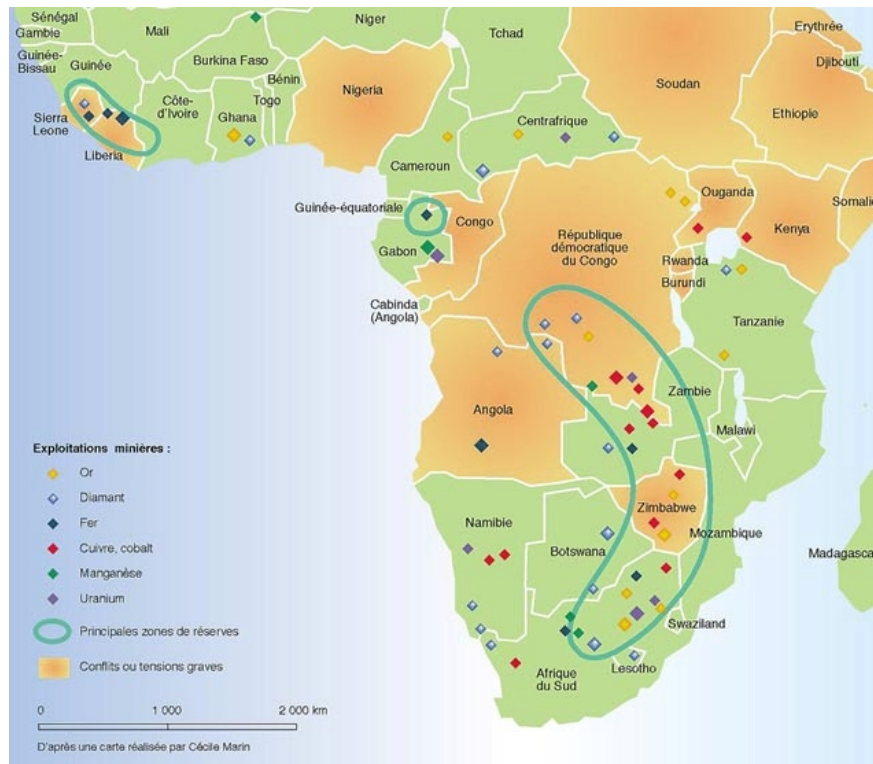 Sénégal
Gambie
Mali
Niger
Tchad
Erythrée
Guinée-
Bissau
Guinée
Burkina Faso
Djibouti
Bénin
Nigeria
Soudan
Côte-
d'Ivoire
Togo
Ghana
Sierra
Leone
Centrafrique
Ethiopie
Liberia
Cameroun
Guinée-équatoriale
Congo
République
démocratique
du Congo
Ouganda
Somalie
Kenya
Gabon
Rwanda
Burundi
Cabinda
(Angola)
Tanzanie
Zambie
Angola
Malawi
Exploitations minières :
Or
Diamant
Fer
Cuivre, cobalt
Manganèse
Uranium
Principales zones de réserves
Conflits ou tensions graves
Zimbabwe
Namibie
Mozambique
Botswana
Madagasca
Swaziland
Lesotho
Afrique
du Sud
0
1 000
2 000 km
D'après une carte réalisée par Cécile Marin